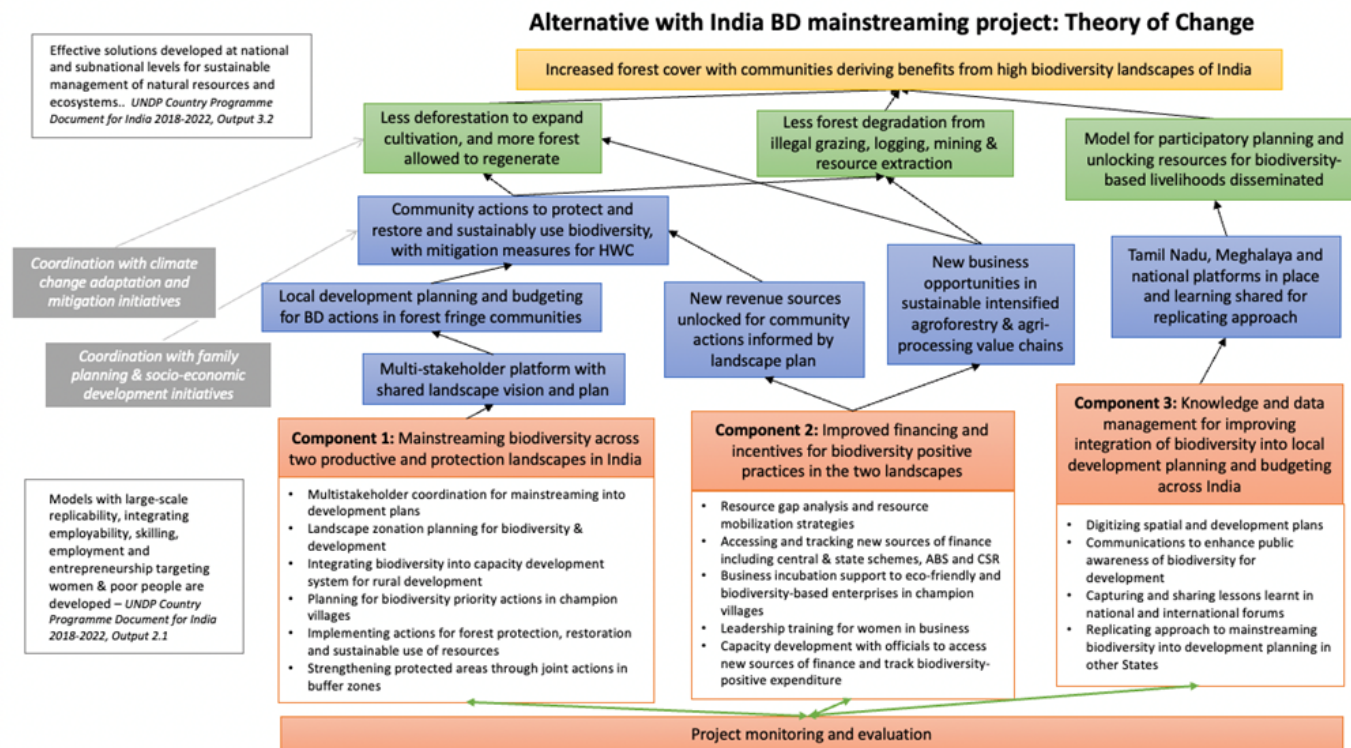 Alternative with India BD mainstreaming project: Theory of Change
Effective solutions developed at national
and subnational levels for sustainable
management of natural resources and
ecosystems.. UNDP Country Programme
Document for India 2018-2022, Output 3.2
Increased forest cover with communities deriving benefits from high biodiversity landscapes of India
Less deforestation to expand
cultivation, and more forest
allowed to regenerate
Less forest degradation from
illegal grazing, logging, mining &
resource extraction
Model for participatory planning and
unlocking resources for biodiversity-
based livelihoods disseminated
Community actions to protect and
restore and sustainably use biodiversity,
with mitigation measures for HWC
Coordination with climate
change adaptation and
mitigation initiatives
Local development planning and budgeting
for BD actions in forest fringe communities
New revenue sources
unlocked for community
actions informed by
landscape plan
New business
opportunities in
sustainable intensified
agroforestry & agri-
processing value chains
Tamil Nadu, Meghalaya and
national platforms in place
and learning shared for
replicating approach
Coordination with family
planning & socio-economic
development initiatives
Multi-stakeholder platform with
shared landscape vision and plan
Component 1: Mainstreaming biodiversity across
two productive and protection landscapes in India
• Multistakeholder coordination for mainstreaming into
development plans
• Landscape zonation planning for biodiversity &
development
• Integrating biodiversity into capacity development
system for rural development
• Planning for biodiversity priority actions in champion
villages
• Implementing actions for forest protection, restoration
and sustainable use of resources
• Strengthening protected areas through joint actions in
buffer zones
Component 2: Improved financing and
incentives for biodiversity positive
practices in the two landscapes
• Resource gap analysis and resource
mobilization strategies
• Accessing and tracking new sources of finance
including central & state schemes, ABS and CSR
• Business incubation support to eco-friendly and
biodiversity-based enterprises in champion
villages
• Leadership training for women in business
• Capacity development with officials to access
new sources of finance and track biodiversity-
positive expenditure
Component 3: Knowledge and data
management for improving
integration of biodiversity into local
development planning and budgeting
across India
• Digitizing spatial and development plans
• Communications to enhance public
awareness of biodiversity for
development
• Capturing and sharing lessons learnt in
national and international forums
• Replicating approach to mainstreaming
biodiversity into development planning in
other States
Models with large-scale
replicability, integrating
employability, skilling,
employment and
entrepreneurship targeting
women & poor people are
developed – UNDP Country
Programme Document for India
2018-2022, Output 2.1
Project monitoring and evaluation